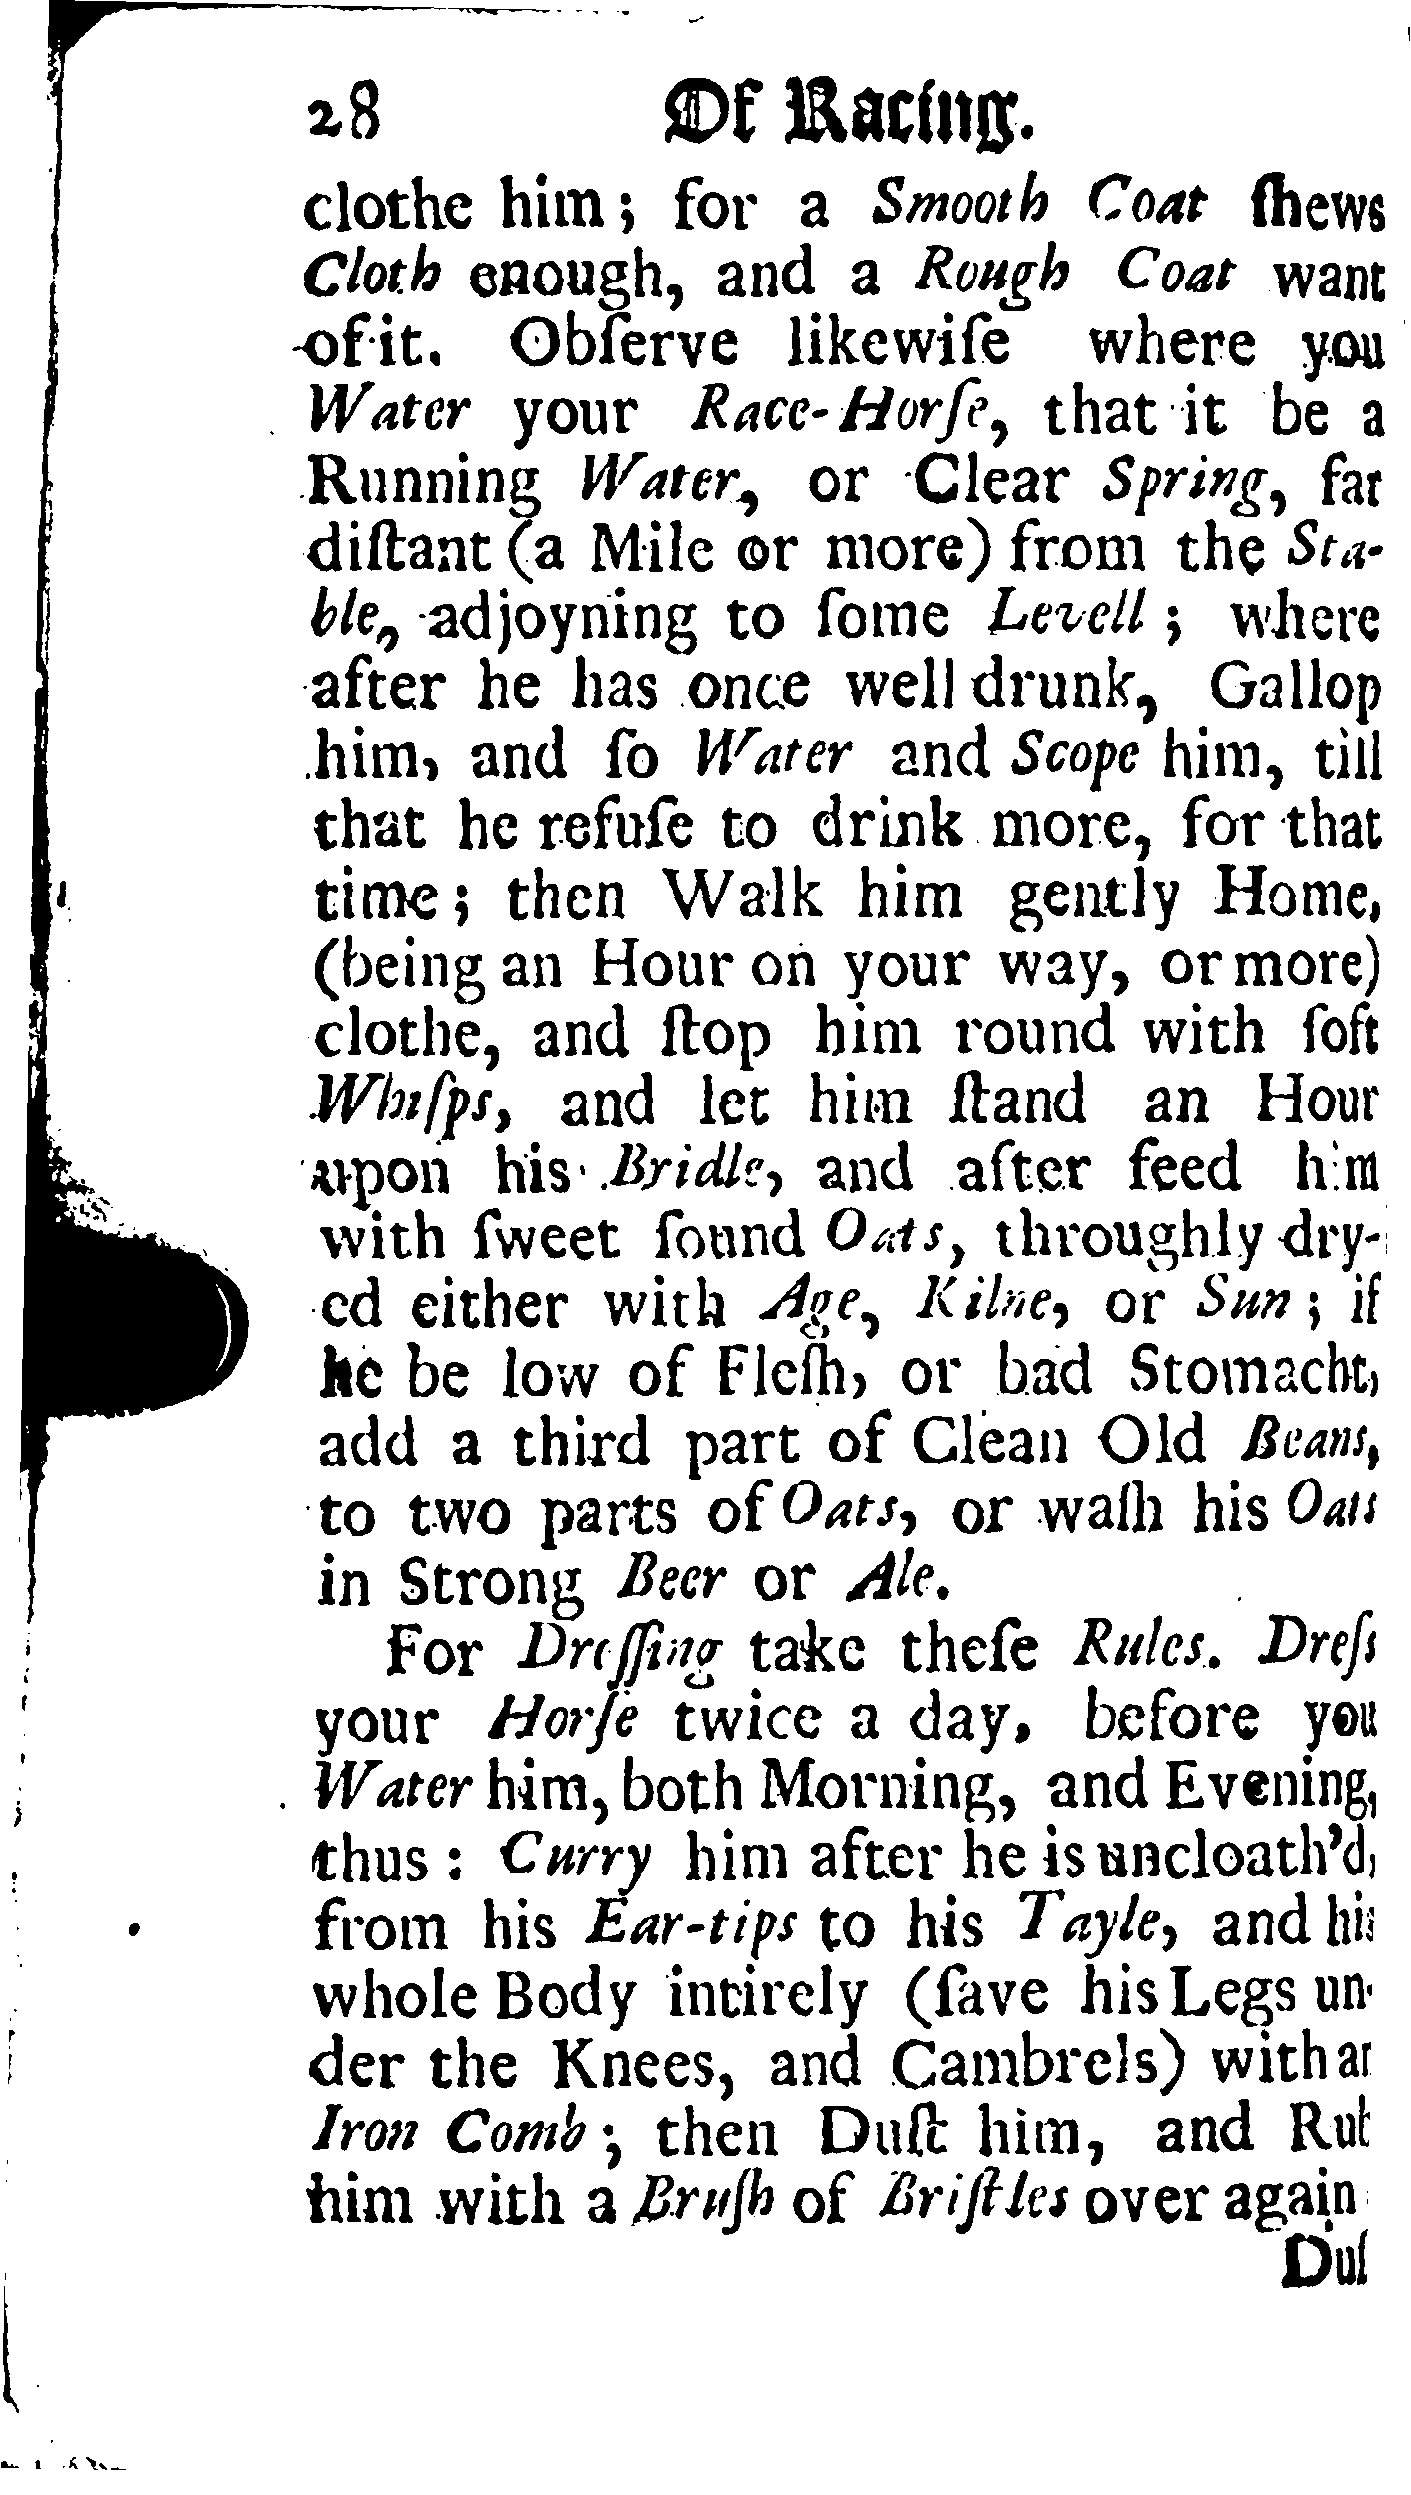 28 Of Racing.
clothe him; for a Smooth Coat ſhews
Cloth enough, and a Rough Coat want
of it. Obſerve likewiſe where you
Water your Race-Horſe, that it be a
Running Water, or Clear Spring, far
diſtant (a Mile or more) from the Sta-
ble, adjoyning to ſome Levell; where
after he has once well drunk, Gallop
him, and ſo Water and Scope him, till
that he refuſe to drink more, for that
time; then Walk him gently Home,
(being an Hour on your way, or more)
clothe, and ſtop him round with ſoft
Whiſps, and let him ſtand an Hour
upon his Bridle, and after feed him
with ſweet ſound Oats, throughly dry-
ed either with Age, Kilne, or Sun; if
he be low of Fleſh, or bad Stomacht,
add a third part of Clean Old Beans,
to two parts of Oats, or waſh his Oats
in Strong Beer or Ale.
For Dreſſing take theſe Rules. Dreſs
your Horſe twice a day, before you
Water him, both Morning, and Evening,
thus: Curry him after he is uncloath'd,
from his Ear-tips to his Tayle, and his
whole Body intirely (ſave his Legs un-
der the Knees, and Cambrels) with an
Iron Comb; then Duſt him, and Rub
him with a Bruſh of Briſtles over again